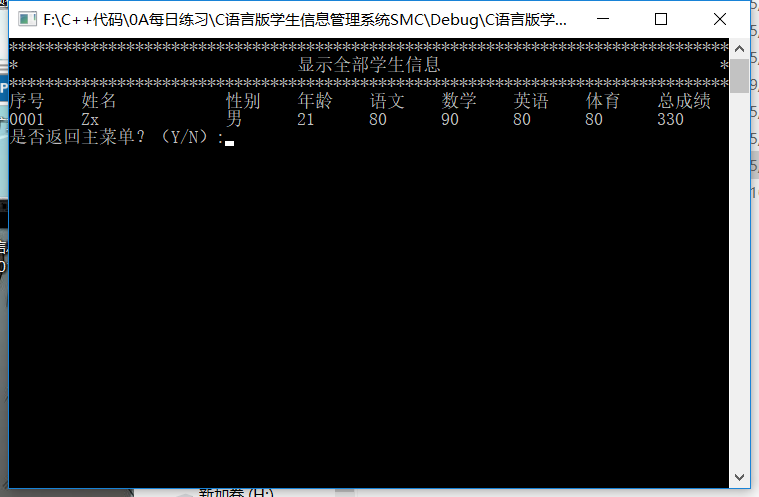 F:\C++代码\0A每日练习\C语言版学生信息管理系统SMC\Debug\C语言版学...
********************************************************************************
* 显示全部学生信息 *
********************************************************************************
序号 姓名 性别 年龄 语文 数学 英语 体育 总成绩
0001 Zx 男 21 80 90 80 80 330
是否返回主菜单？（Y/N）:
新加卷 (H:)